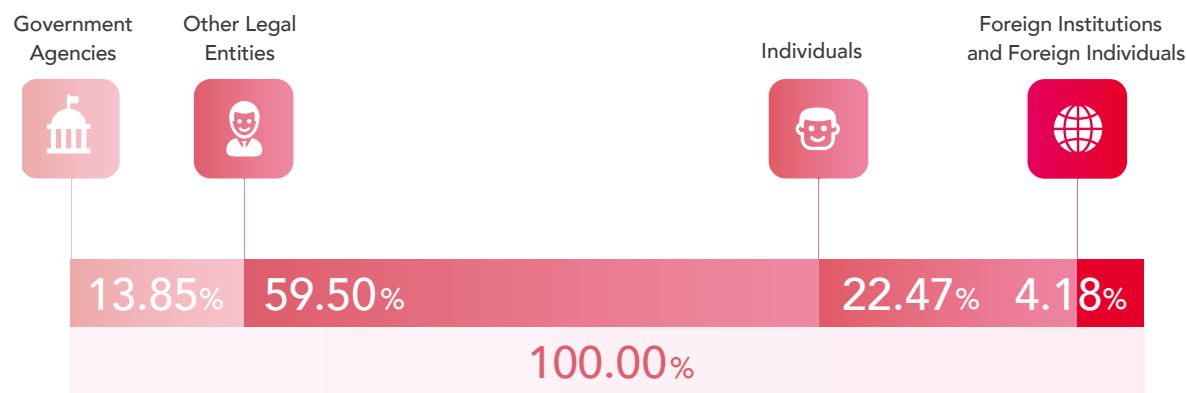 Government
Agencies
Other Legal
Entities
Individuals
Foreign Institutions
and Foreign Individuals
13.85%
59.50%
22.47%
4.18%
100.00%